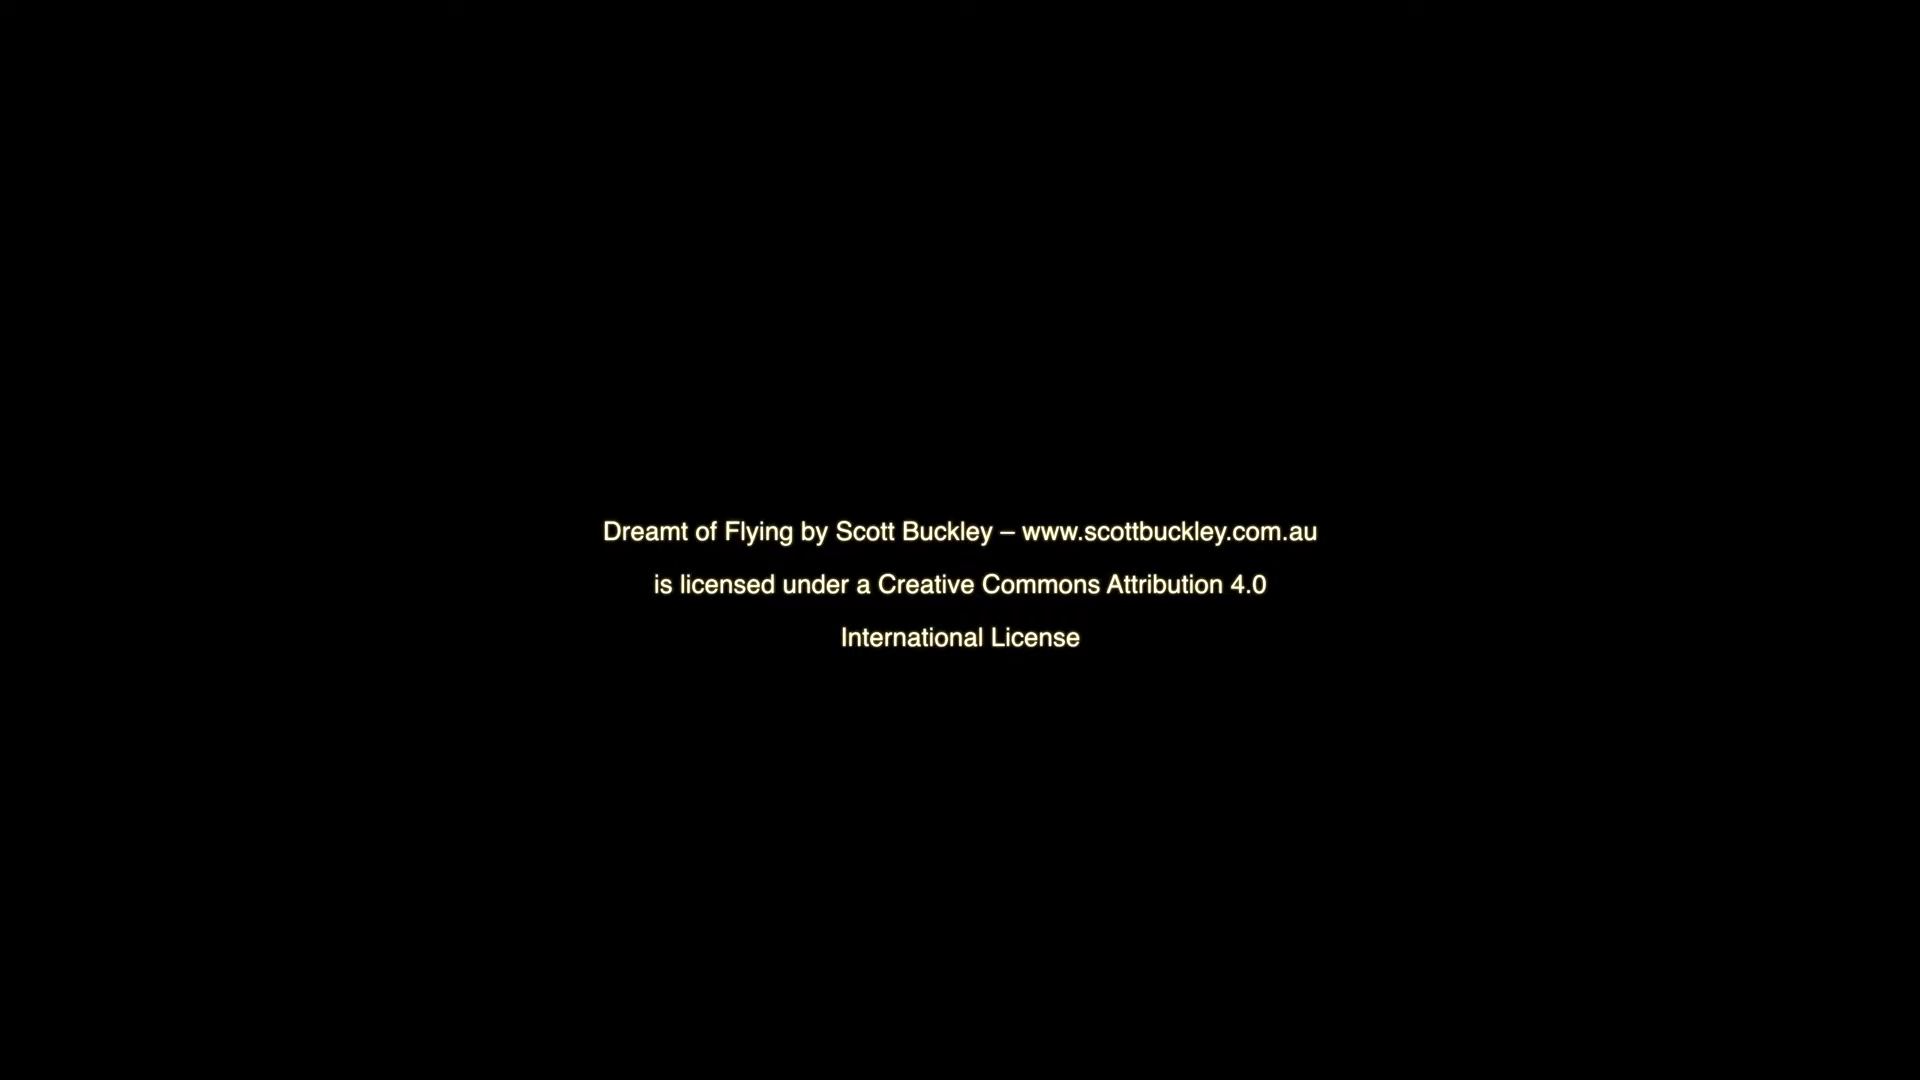 Dreamt of Flying by Scott Buckley – www.scottbuckley.com.au
is licensed under a Creative Commons Attribution 4.0
International License